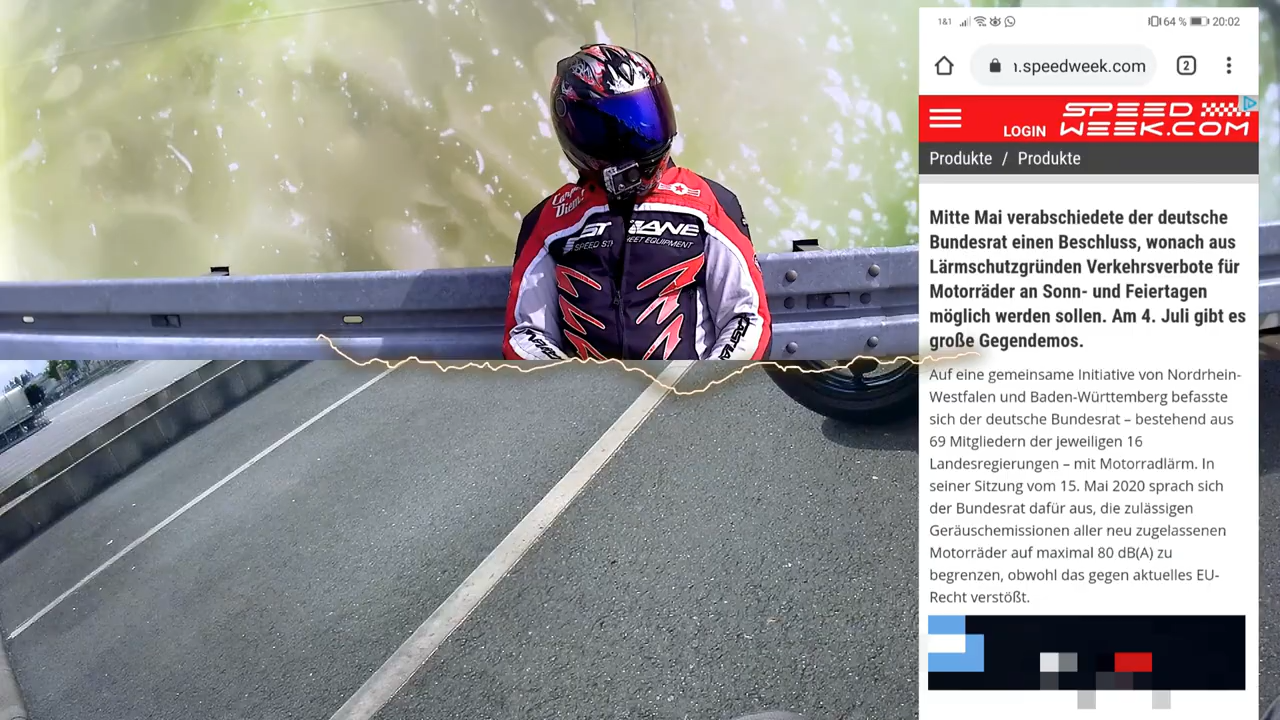 Carpe
Diem
SPEED STREET EQUIPMENT
1&1
64 %
20:02
ı.speedweek.com
2
LOGIN
SPEED
WEEK.COM
Produkte / Produkte
Mitte Mai verabschiedete der deutsche
Bundesrat einen Beschluss, wonach aus
Lärmschutzgründen Verkehrsverbote für
Motorräder an Sonn- und Feiertagen
möglich werden sollen. Am 4. Juli gibt es
große Gegendemos.
Auf eine gemeinsame Initiative von Nordrhein-
Westfalen und Baden-Württemberg befasste
sich der deutsche Bundesrat – bestehend aus
69 Mitgliedern der jeweiligen 16
Landesregierungen – mit Motorradlärm. In
seiner Sitzung vom 15. Mai 2020 sprach sich
der Bundesrat dafür aus, die zulässigen
Geräuschemissionen aller neu zugelassenen
Motorräder auf maximal 80 dB(A) zu
begrenzen, obwohl das gegen aktuelles EU-
Recht verstößt.